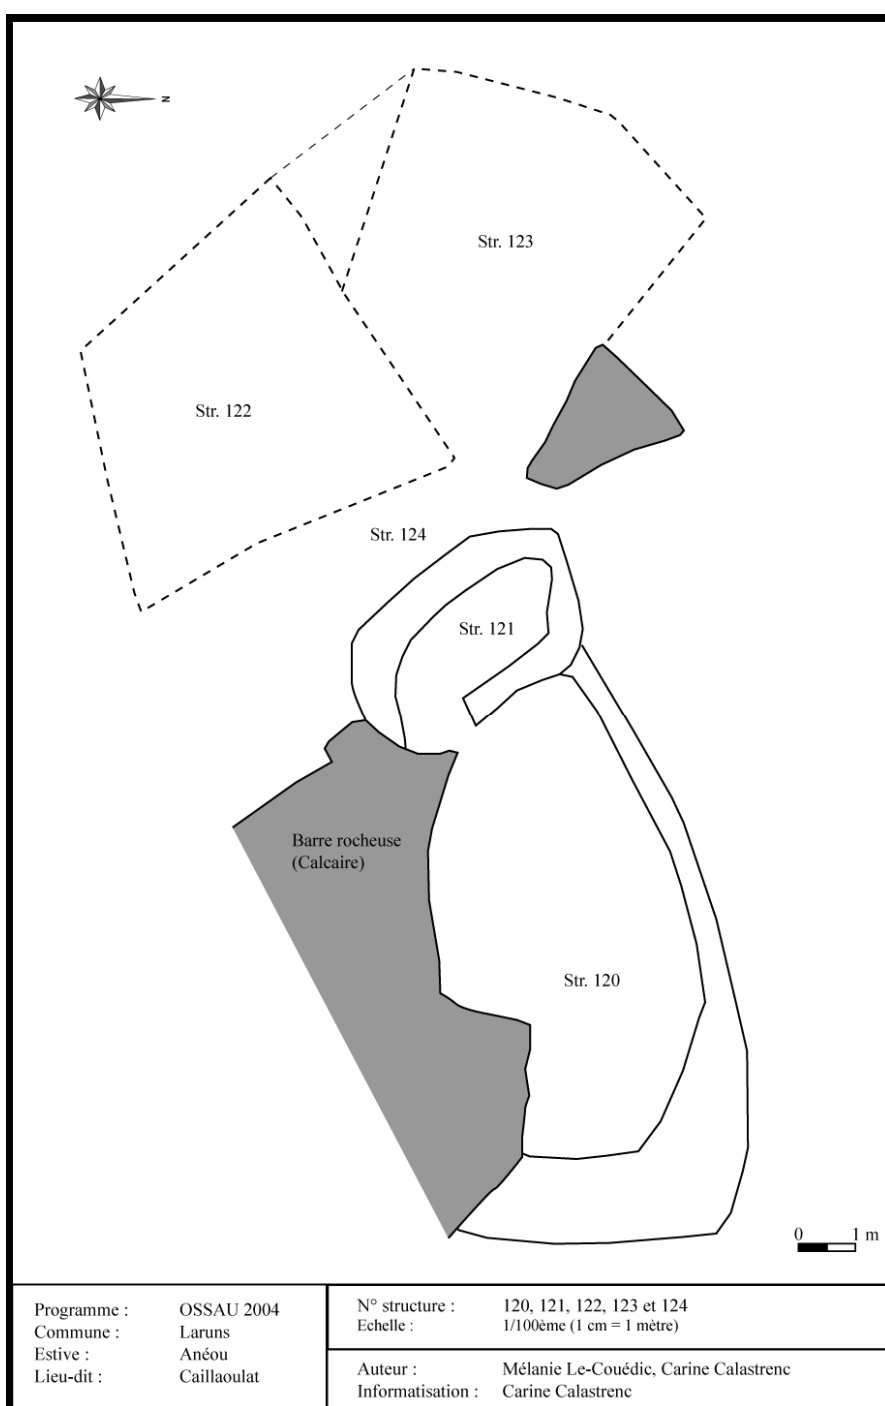 N
Str. 123
Str. 122
Str. 124
Str. 121
Barre rocheuse
(Calcaire)
Str. 120
0 1 m
Programme : OSSAU 2004
Commune : Laruns
Estive : Anéou
Lieu-dit : Caillaoulat
N° structure : 120, 121, 122, 123 et 124
Echelle : 1/100ème (1 cm = 1 mètre)
Auteur : Mélanie Le-Couédic, Carine Calastrenc
Informatisation : Carine Calastrenc